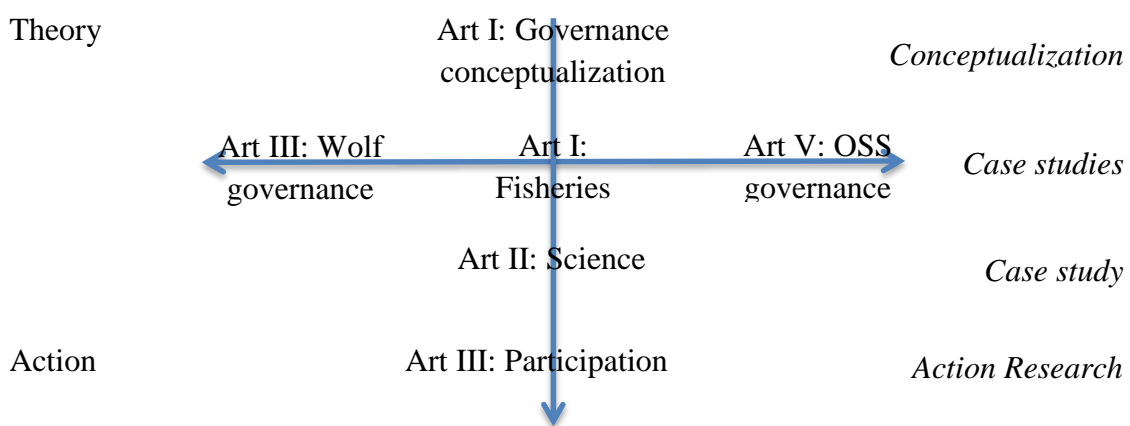 Theory
Art I: Governance
conceptualization
Conceptualization
Art III: Wolf
governance
Art I:
Fisheries
Art V: OSS
governance
Case studies
Art II: Science
Case study
Action
Art III: Participation
Action Research